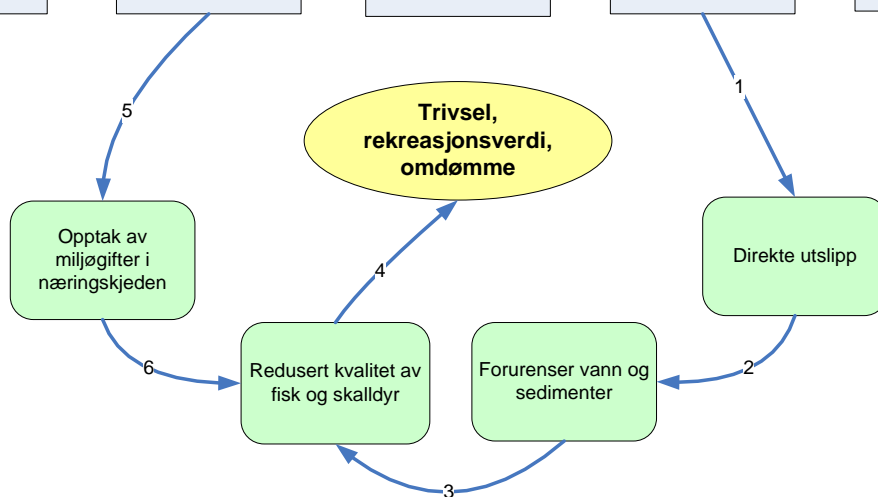 1
5
Trivsel,
rekreasjonsverdi,
omdømme
Opptak av
miljøgifter i
næringskjeden
Direkte utslipp
4
6
Redusert kvalitet av
fisk og skalldyr
Forurenser vann og
sedimenter
2
3